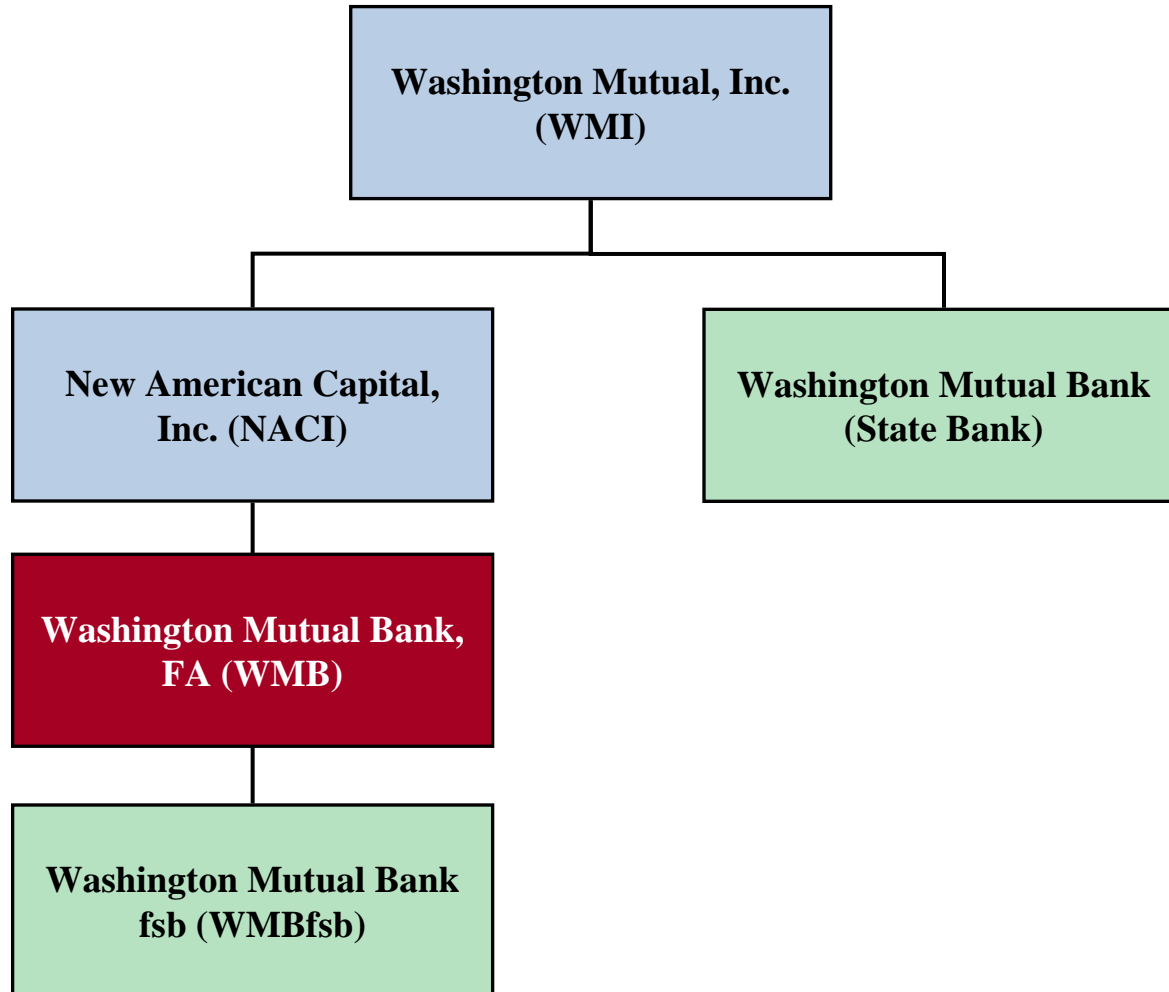 Washington Mutual, Inc.
(WMI)
New American Capital,
Inc. (NACI)
Washington Mutual Bank
(State Bank)
Washington Mutual Bank,
FA (WMB)
Washington Mutual Bank
fsb (WMBfsb)